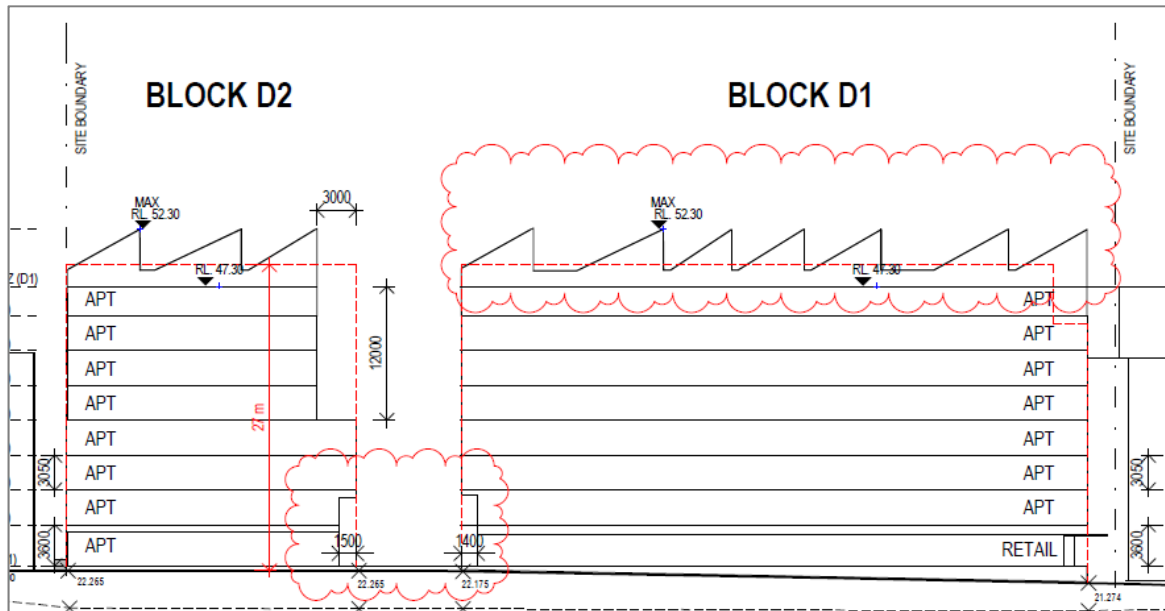 BLOCK D2
BLOCK D1
SITE BOUNDARY
SITE BOUNDARY
3000
MAX
RL. 52.30
MAX
RL. 52.30
RL. 47.30
RL. 47.30
(D1)
APT
APT
APT
APT
APT
APT
APT
APT
12000
27 m
APT
APT
APT
APT
APT
APT
APT
RETAIL
3050
3600
3050
3600
1500
1400
22.265
22.265
22.175
21.274